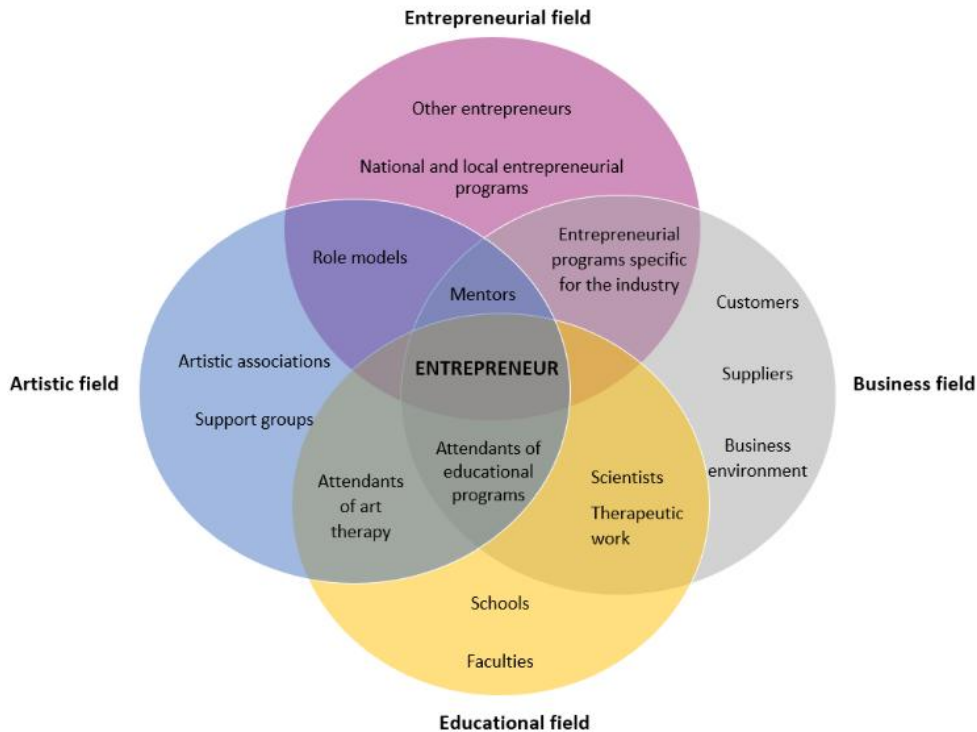 Entrepreneurial field
Other entrepreneurs
National and local entrepreneurial
programs
Role models
Entrepreneurial
programs specific
for the industry
Mentors
Customers
Artistic associations
ENTREPRENEUR
Suppliers
Artistic field
Business field
Support groups
Attendants of
educational
programs
Business
environment
Attendants
of art
therapy
Scientists
Therapeutic
work
Schools
Faculties
Educational field